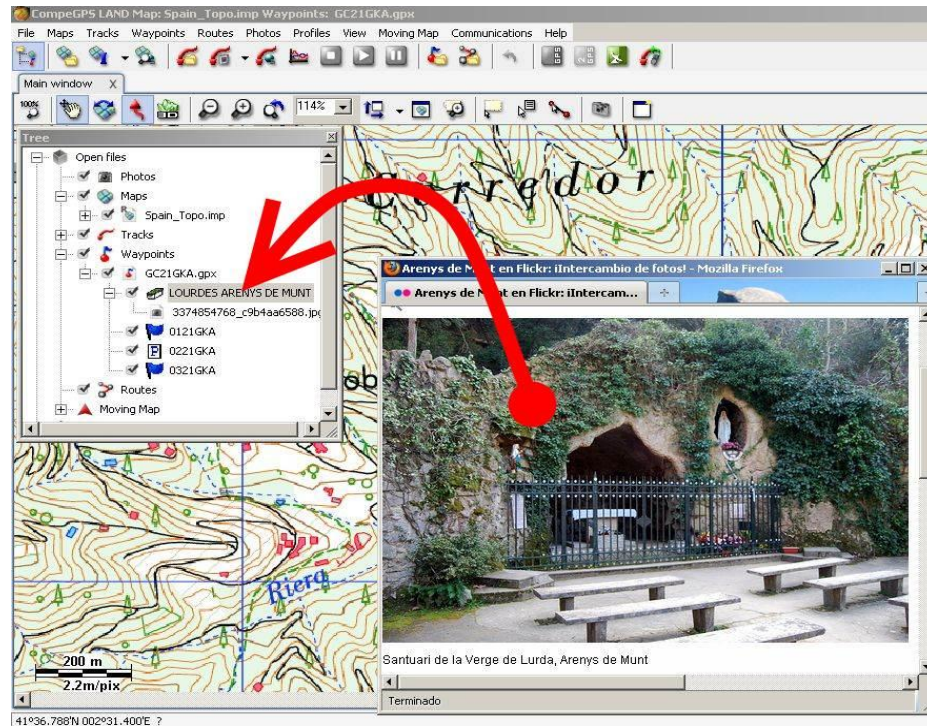 CompeGPS LAND Map: Spain_Topo.imp Waypoints: GC21GKA.gpx
File Maps Tracks Waypoints Routes Photos Profiles View Moving Map Communications Help
Main window X
100% 114%
Tree
Open files
Photos
Maps
Spain_Topo.imp
Tracks
Waypoints
GC21GKA.gpx
LOURDES ARENYS DE MUNT
3374854768_c9b4aa6588.jpg
0121GKA
P 0221GKA
0321GKA
Routes
Moving Map
Corredor
Arenys de Munt en Flickr: ¡Intercambio de fotos! - Mozilla Firefox
Arenys de Munt en Flickr: ¡Intercam...
Santuari de la Verge de Lurda, Arenys de Munt
Terminado
Riera
200 m
2.2m/pix
41º36.788'N 002º31.400'E ?